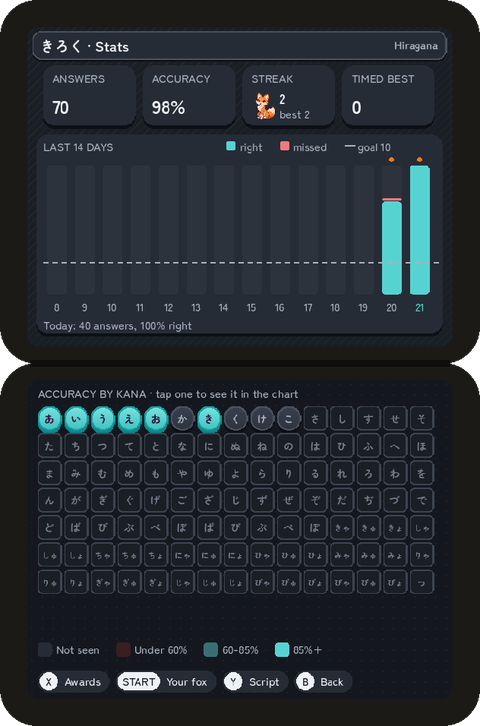 きろく · Stats
Hiragana
ANSWERS
70
ACCURACY
98%
STREAK
2
best 2
TIMED BEST
0
LAST 14 DAYS
right
missed
goal 10
8 9 10 11 12 13 14 15 16 17 18 19 20 21
Today: 40 answers, 100% right
ACCURACY BY KANA · tap one to see it in the chart
あ い う え お か き く け こ さ し す せ そ
た ち つ て と な に ぬ ね の は ひ ふ へ ほ
ま み む め も や ゆ よ ら り る れ ろ わ を
ん が ぎ ぐ げ ご ざ じ ず ぜ ぞ だ ぢ づ で
ど ば び ぶ べ ぼ ぱ ぴ ぷ ぺ ぽ きゃ きゅ きょ しゃ
しゅ しょ ちゃ ちゅ ちょ にゃ にゅ にょ ひゃ ひゅ ひょ みゃ みゅ みょ りゃ
りゅ りょ ぎゃ ぎゅ ぎょ じゃ じゅ じょ びゃ びゅ びょ ぴゃ ぴゅ ぴょ っ
Not seen
Under 60%
60-85%
85%+
X Awards
START Your fox
Y Script
B Back